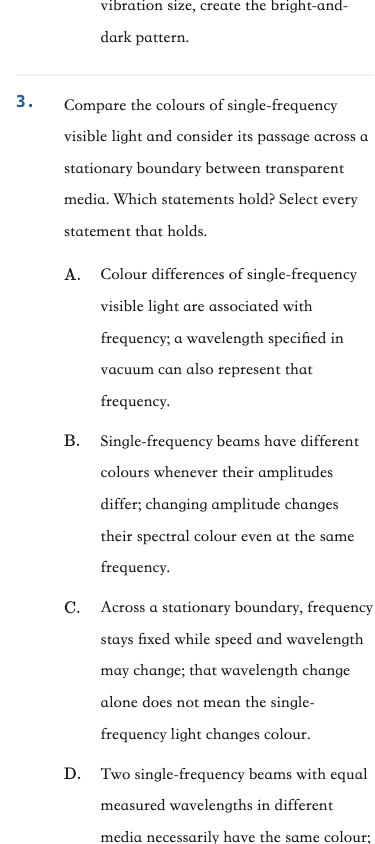 vibration size, create the bright-and-
dark pattern.
3.
Compare the colours of single-frequency
visible light and consider its passage across a
stationary boundary between transparent
media. Which statements hold? Select every
statement that holds.
A. Colour differences of single-frequency
visible light are associated with
frequency; a wavelength specified in
vacuum can also represent that
frequency.
B. Single-frequency beams have different
colours whenever their amplitudes
differ; changing amplitude changes
their spectral colour even at the same
frequency.
C. Across a stationary boundary, frequency
stays fixed while speed and wavelength
may change; that wavelength change
alone does not mean the single-
frequency light changes colour.
D. Two single-frequency beams with equal
measured wavelengths in different
media necessarily have the same colour;